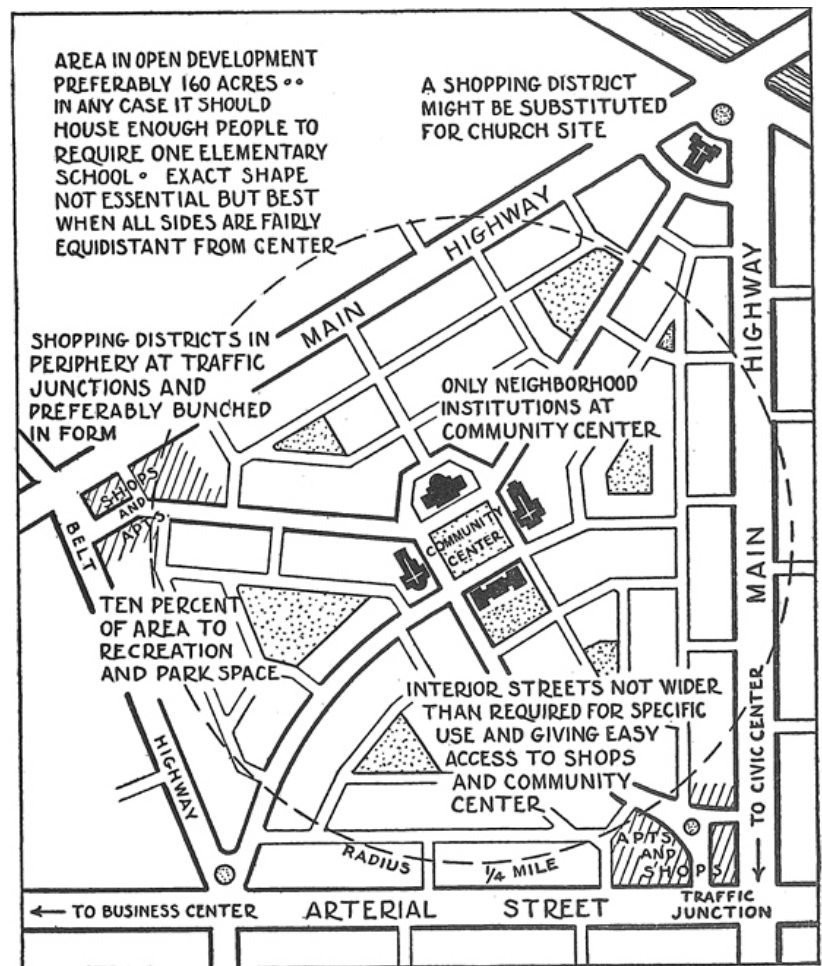 AREA IN OPEN DEVELOPMENT
PREFERABLY 160 ACRES ••
IN ANY CASE IT SHOULD
HOUSE ENOUGH PEOPLE TO
REQUIRE ONE ELEMENTARY
SCHOOL • EXACT SHAPE
NOT ESSENTIAL BUT BEST
WHEN ALL SIDES ARE FAIRLY
EQUIDISTANT FROM CENTER
A SHOPPING DISTRICT
MIGHT BE SUBSTITUTED
FOR CHURCH SITE
MAIN HIGHWAY
SHOPPING DISTRICTS IN
PERIPHERY AT TRAFFIC
JUNCTIONS AND
PREFERABLY BUNCHED
IN FORM
ONLY NEIGHBORHOOD
INSTITUTIONS AT
COMMUNITY CENTER
HIGHWAY
MAIN
SHOPS
AND
APTS
BELT
COMMUNITY
CENTER
TEN PERCENT
OF AREA TO
RECREATION
AND PARK SPACE
INTERIOR STREETS NOT WIDER
THAN REQUIRED FOR SPECIFIC
USE AND GIVING EASY
ACCESS TO SHOPS
AND COMMUNITY
CENTER
HIGHWAY
TO CIVIC CENTER
APTS
AND
SHOPS
RADIUS 1/4 MILE
TRAFFIC
JUNCTION
← TO BUSINESS CENTER
ARTERIAL STREET